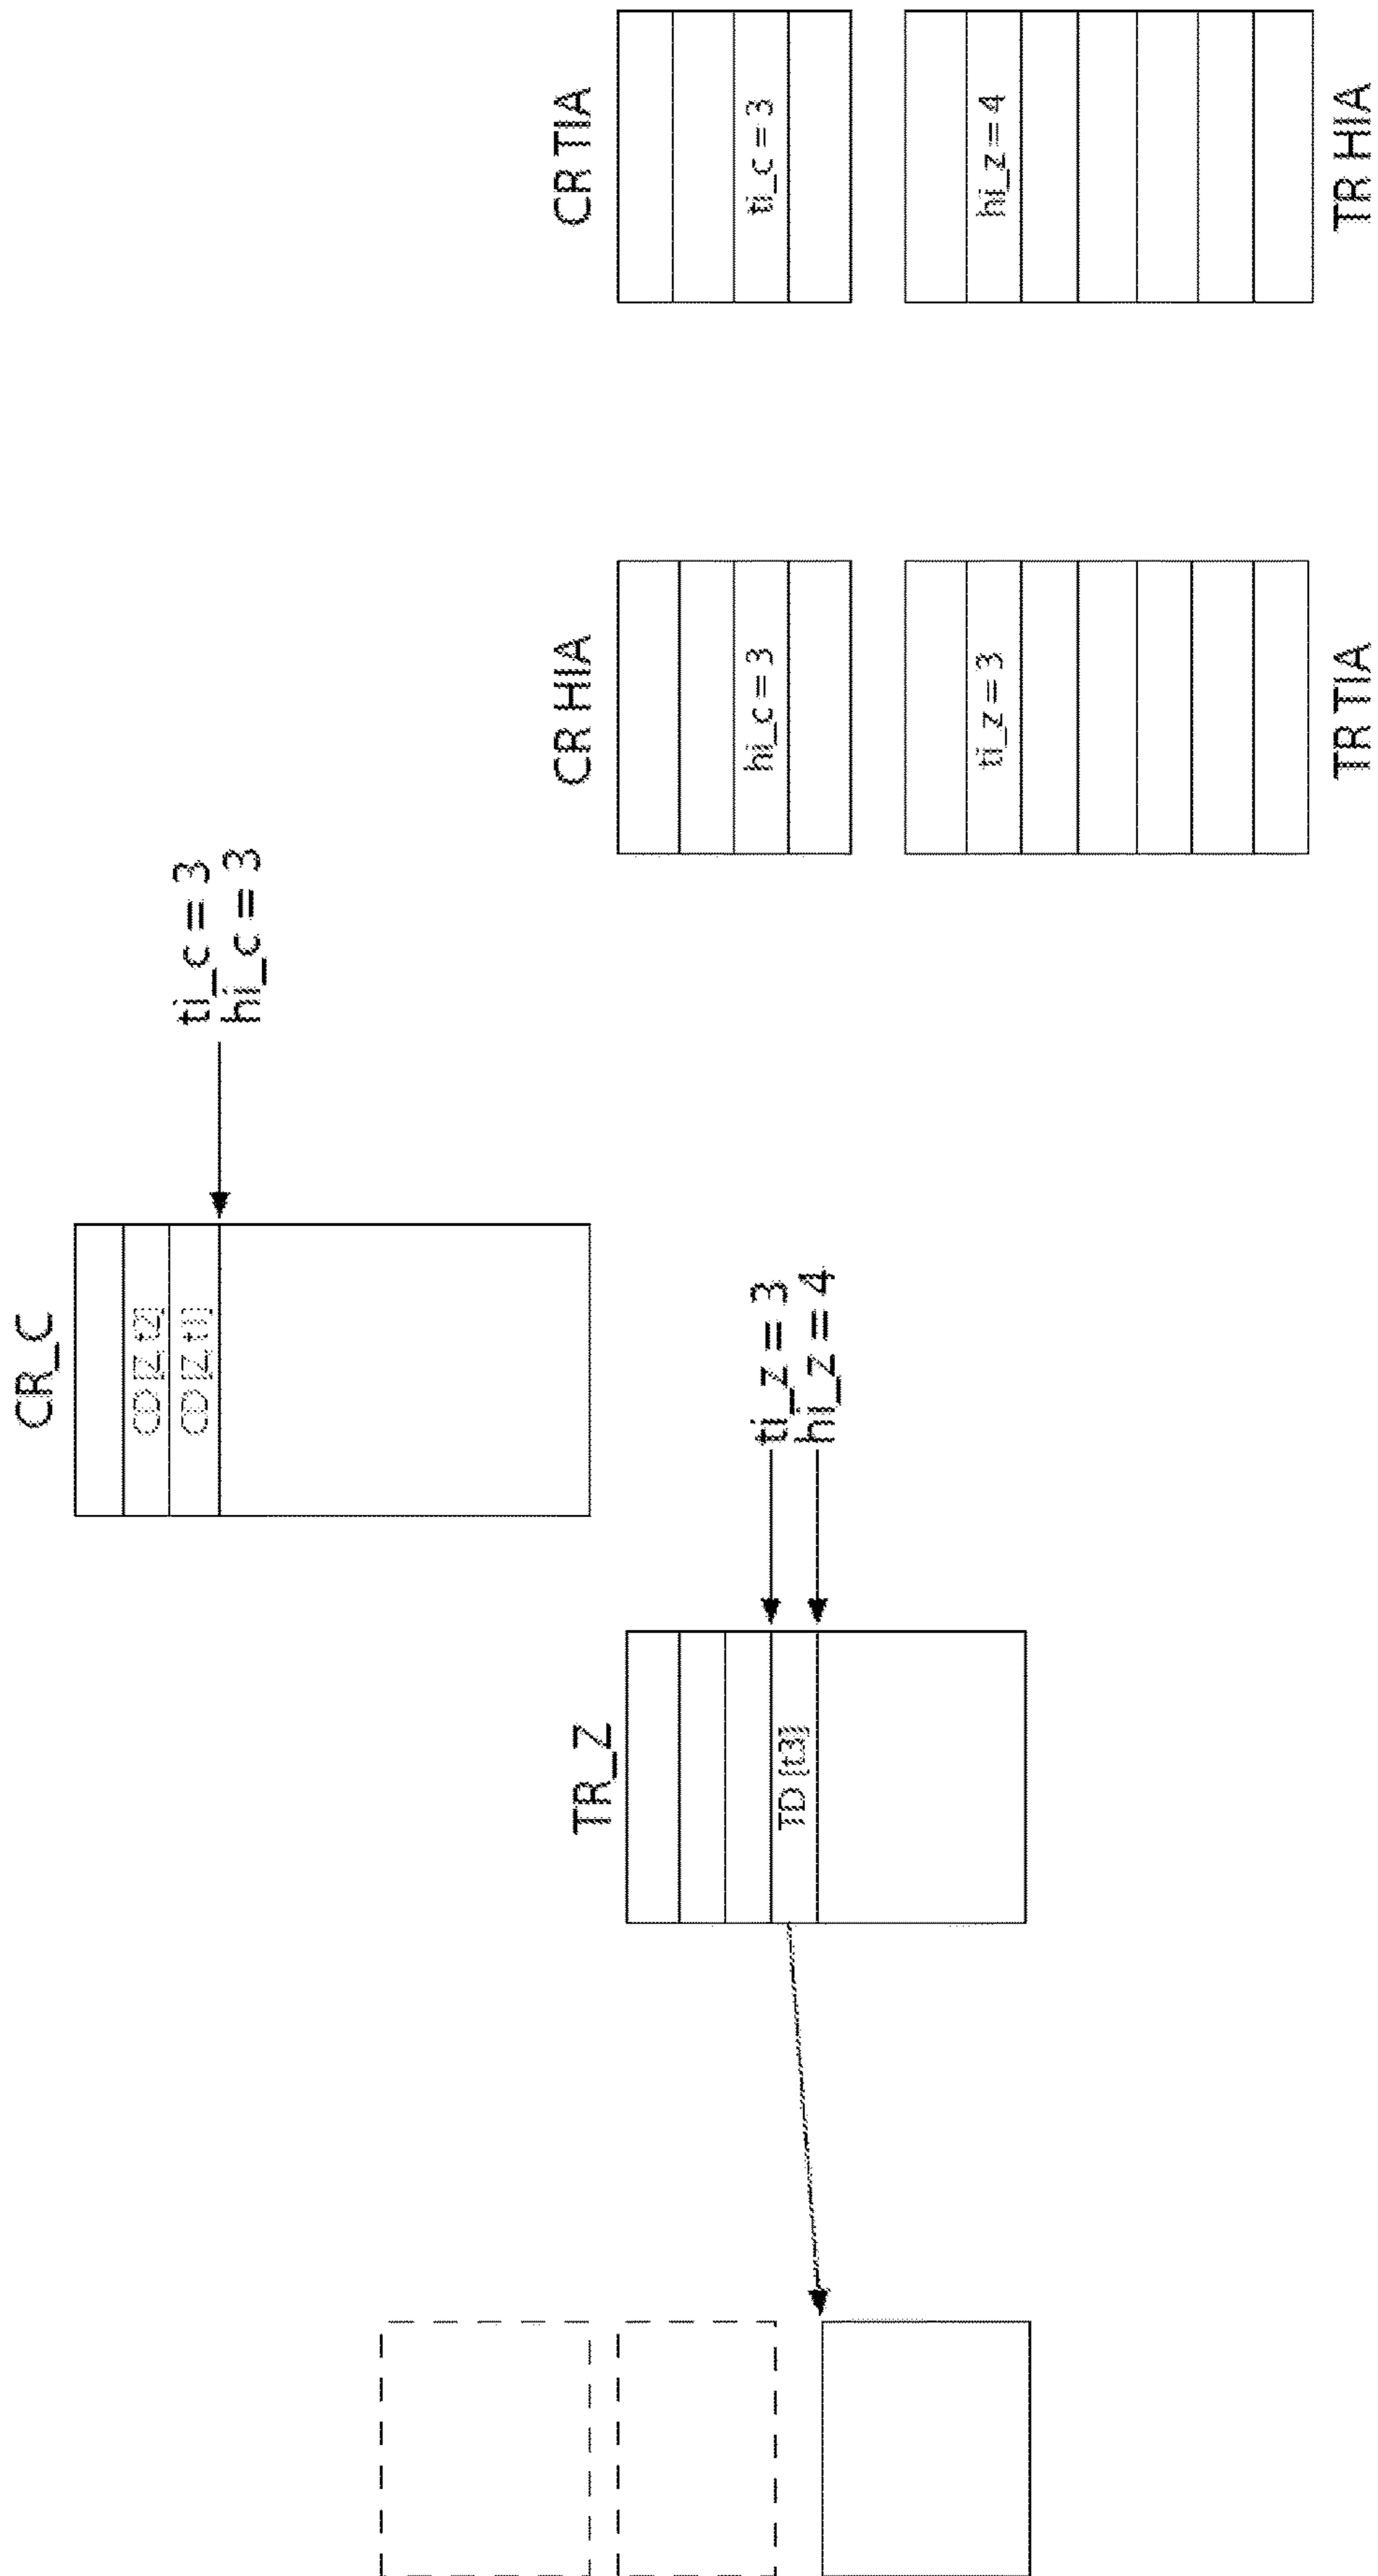 CR_C
CD [Z, t2]
CD [Z, t1]
ti_c = 3
hi_c = 3
TR_Z
TD [t3]
ti_z = 3
hi_z = 4
CR HIA
hi_c = 3
CR TIA
ti_c = 3
ti_z = 3
TR TIA
hi_z = 4
TR HIA